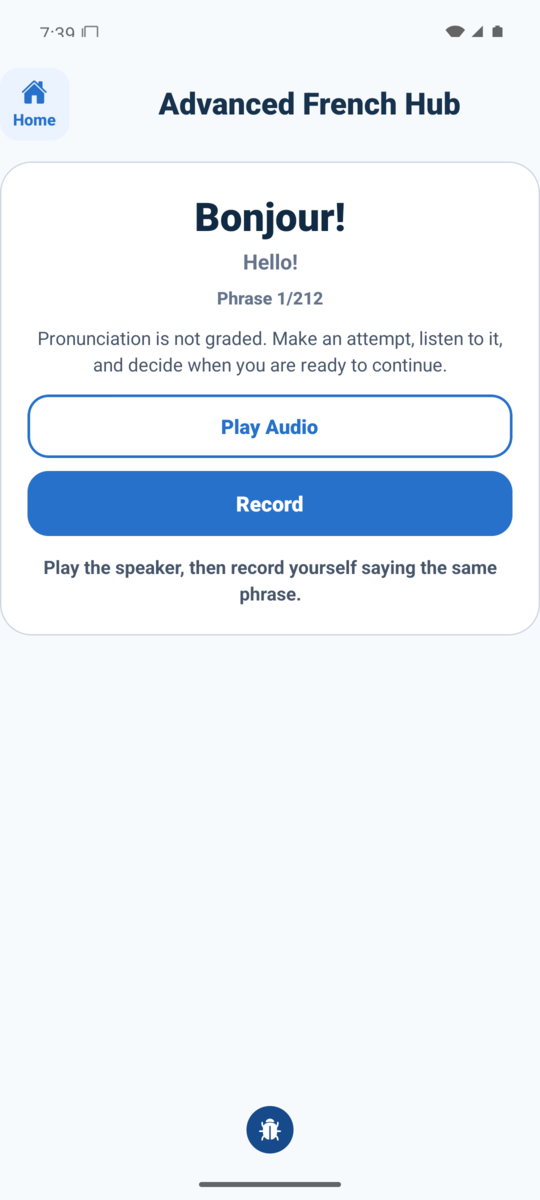 7:39
Home
Advanced French Hub
Bonjour!
Hello!
Phrase 1/212
Pronunciation is not graded. Make an attempt, listen to it,
and decide when you are ready to continue.
Play Audio
Record
Play the speaker, then record yourself saying the same
phrase.